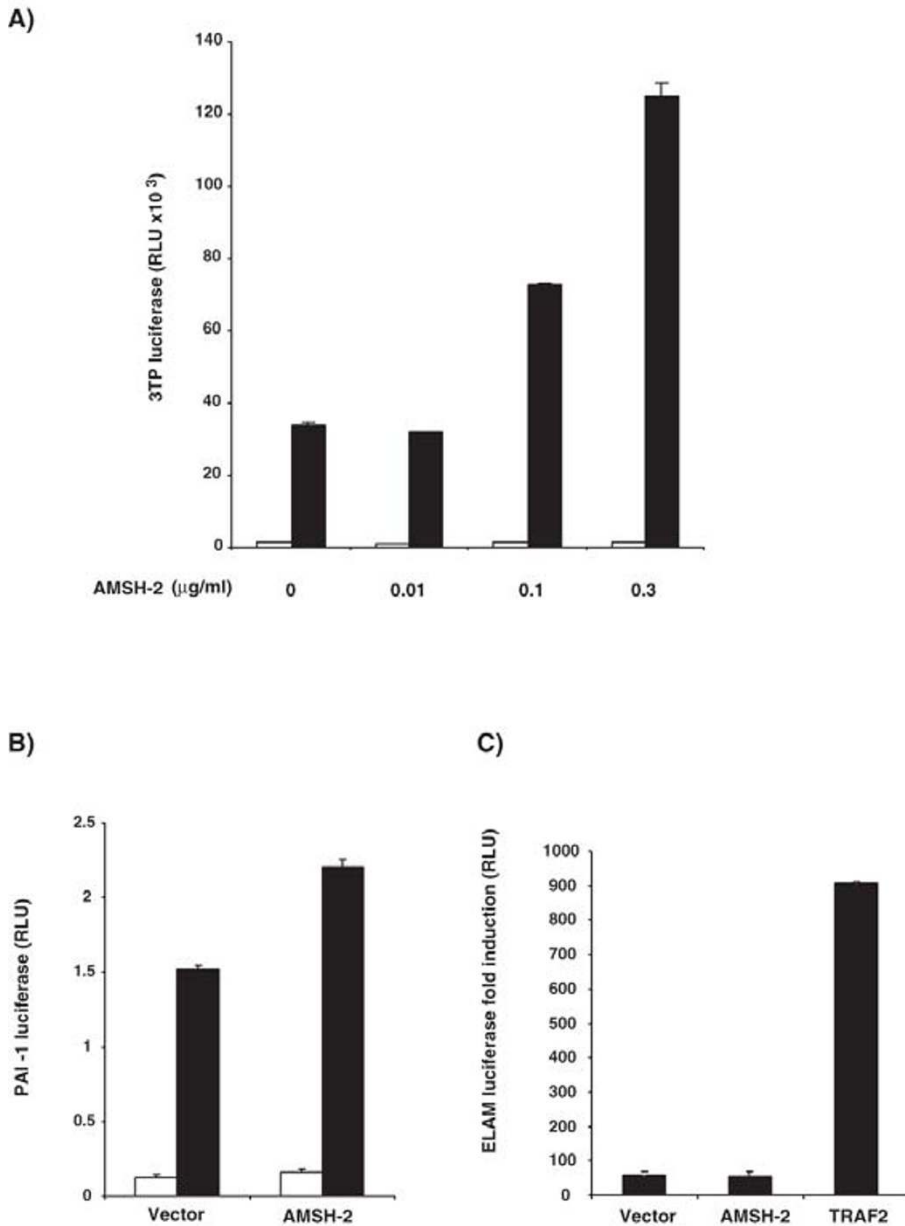 A)
140
120
100
80
60
40
20
0
3TP luciferase (RLU x10 3)
AMSH-2 (μg/ml) 0 0.01 0.1 0.3
B)
2.5
2
1.5
1
0.5
0
PAI -1 luciferase (RLU)
Vector AMSH-2
C)
1000
900
800
700
600
500
400
300
200
100
0
ELAM luciferase fold induction (RLU)
Vector AMSH-2 TRAF2